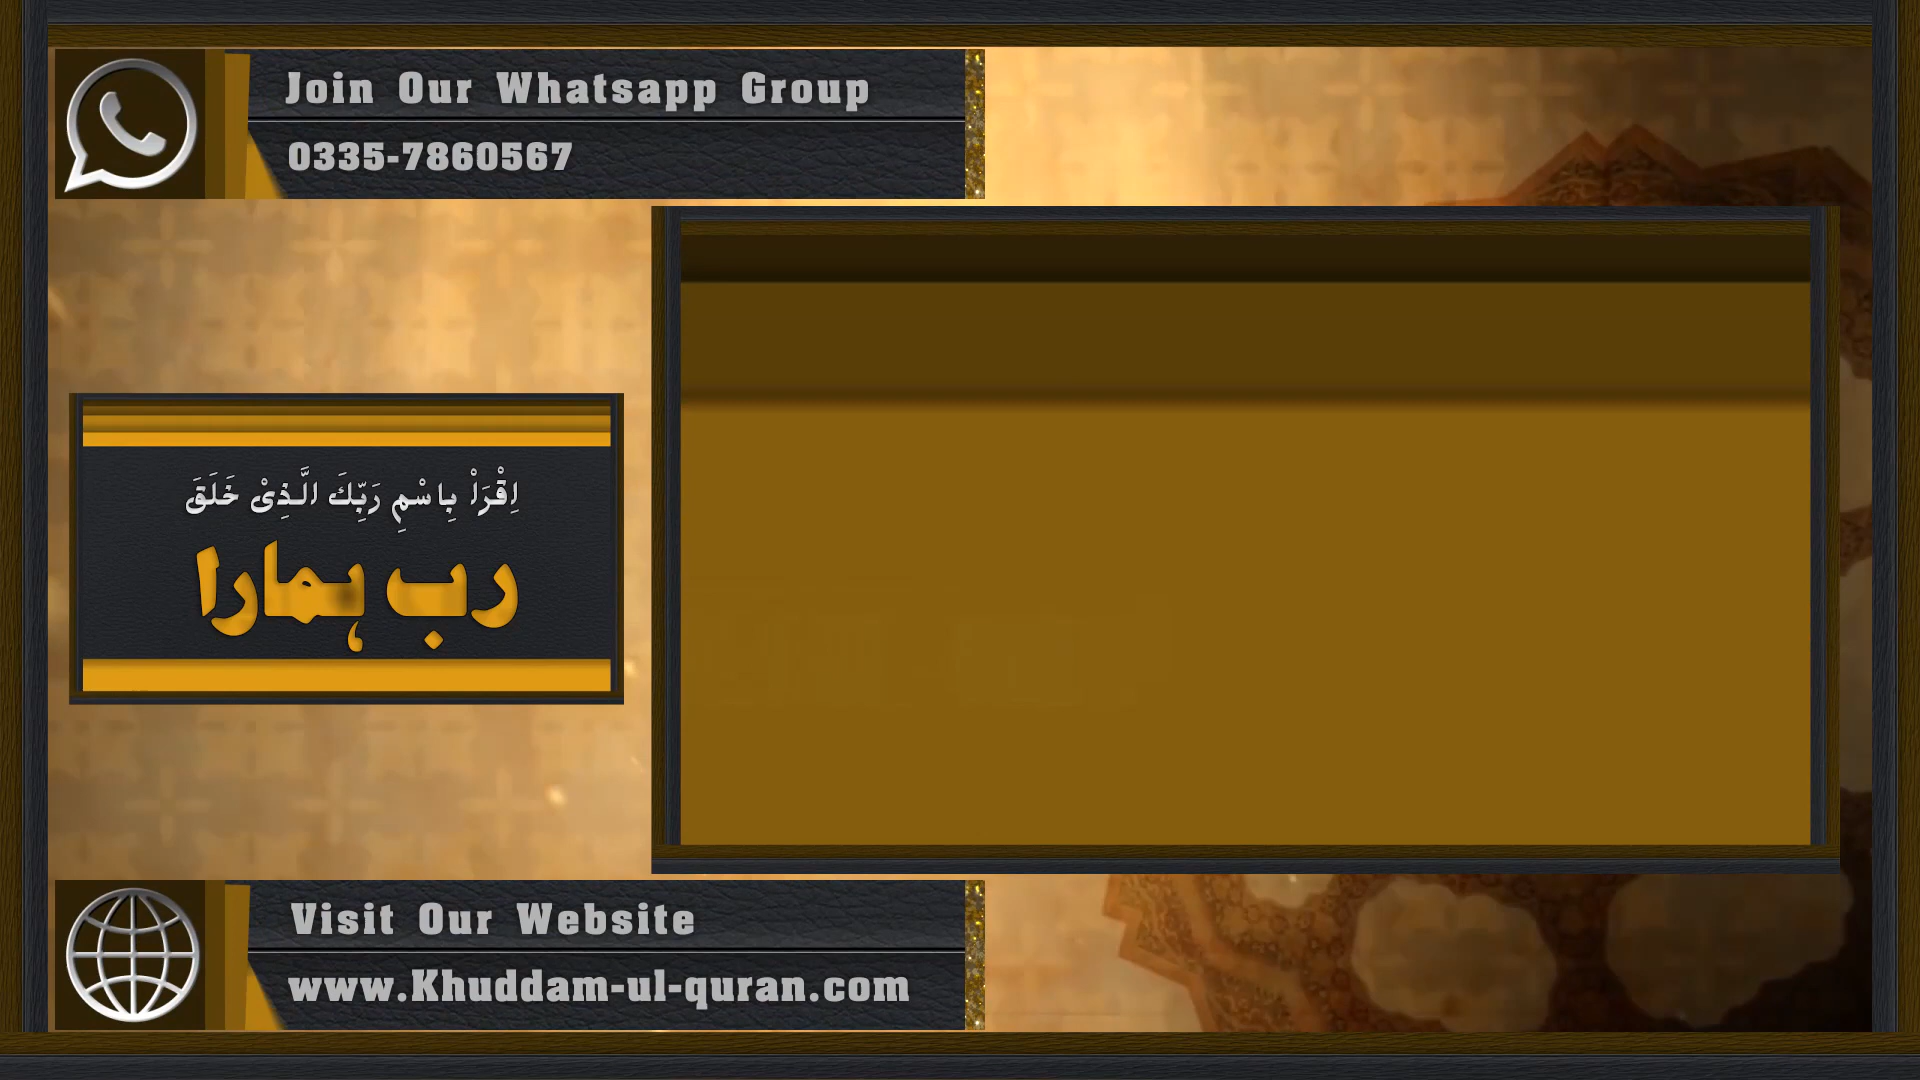 Join Our Whatsapp Group
0335-7860567
اِقْرَاْ بِاسْمِ رَبِّكَ الَّذِیْ خَلَقَ
رب ہمارا
Visit Our Website
www.Khuddam-ul-quran.com